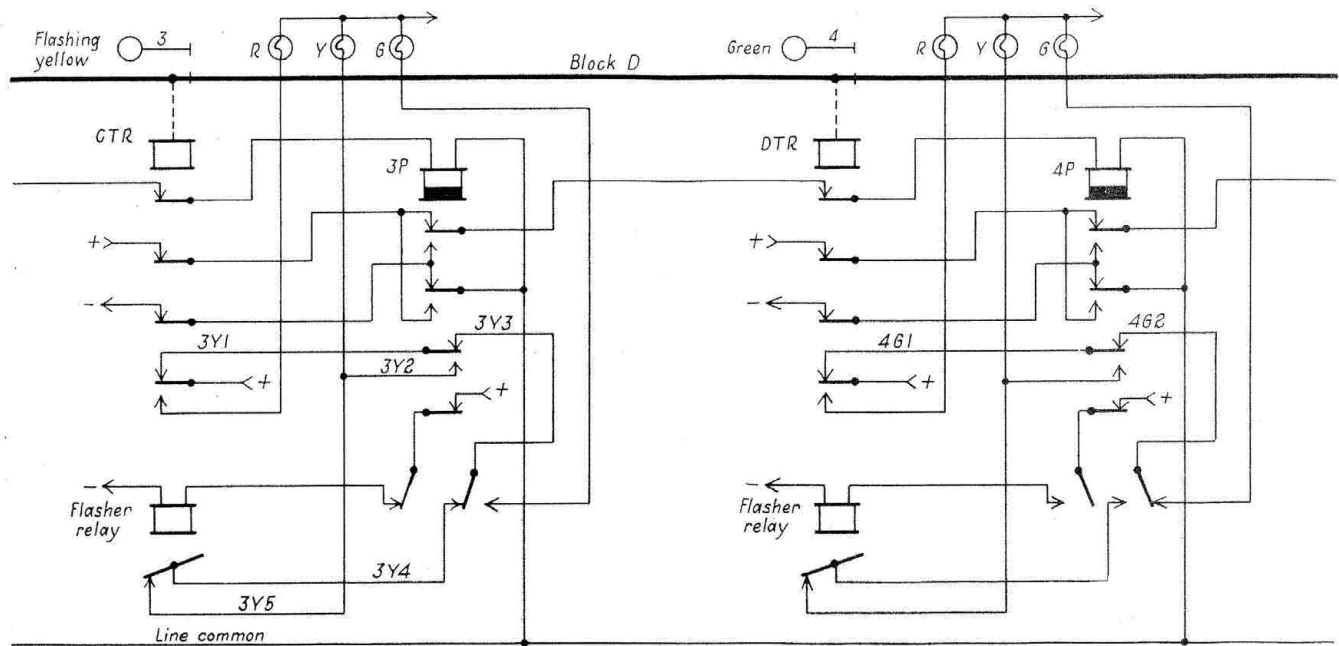 Flashing
yellow
3
R
Y
G
Block D
Green
4
R
Y
G
CTR
3P
DTR
4P
+
+
-
-
3Y1
3Y3
3Y2
+
+
4G1
4G2
+
+
-
Flasher
relay
-
Flasher
relay
3Y4
3Y5
Line common